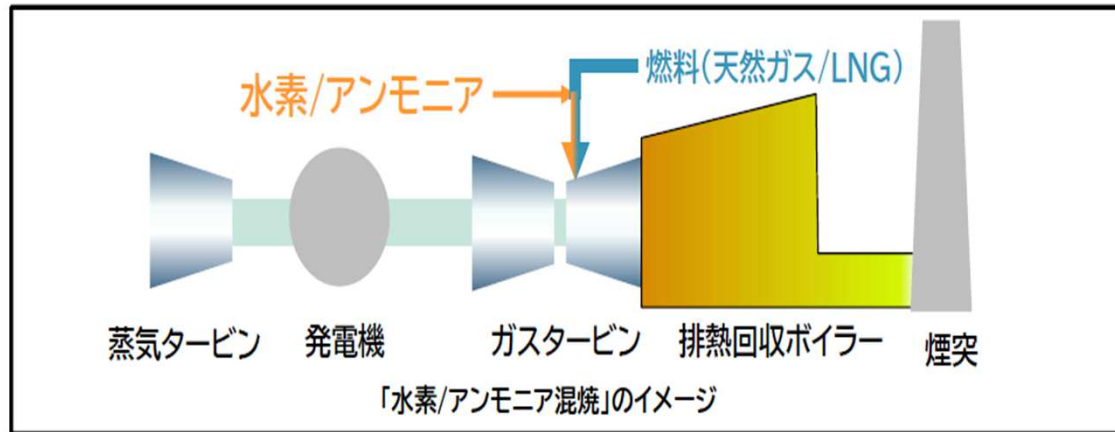 燃料(天然ガス/LNG)
水素/アンモニア
蒸気タービン
発電機
ガスタービン
排熱回収ボイラー
煙突
「水素/アンモニア混焼」のイメージ